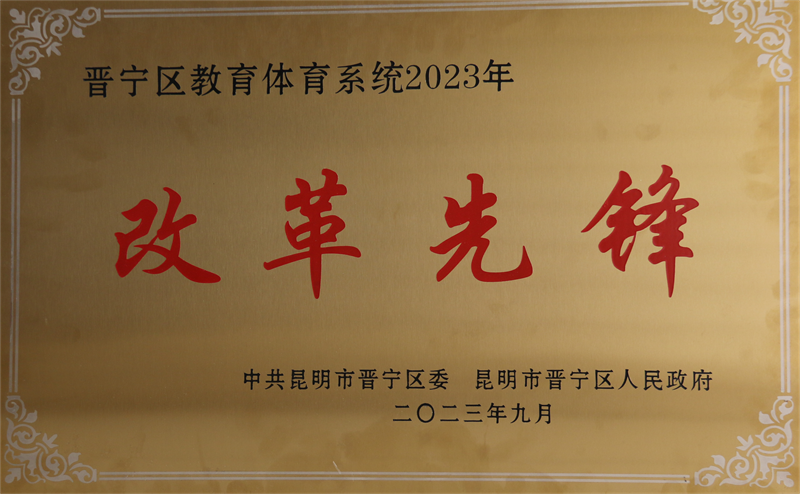 晋宁区教育体育系统2023年
改革先锋
中共昆明市晋宁区委 昆明市晋宁区人民政府
二〇二三年九月